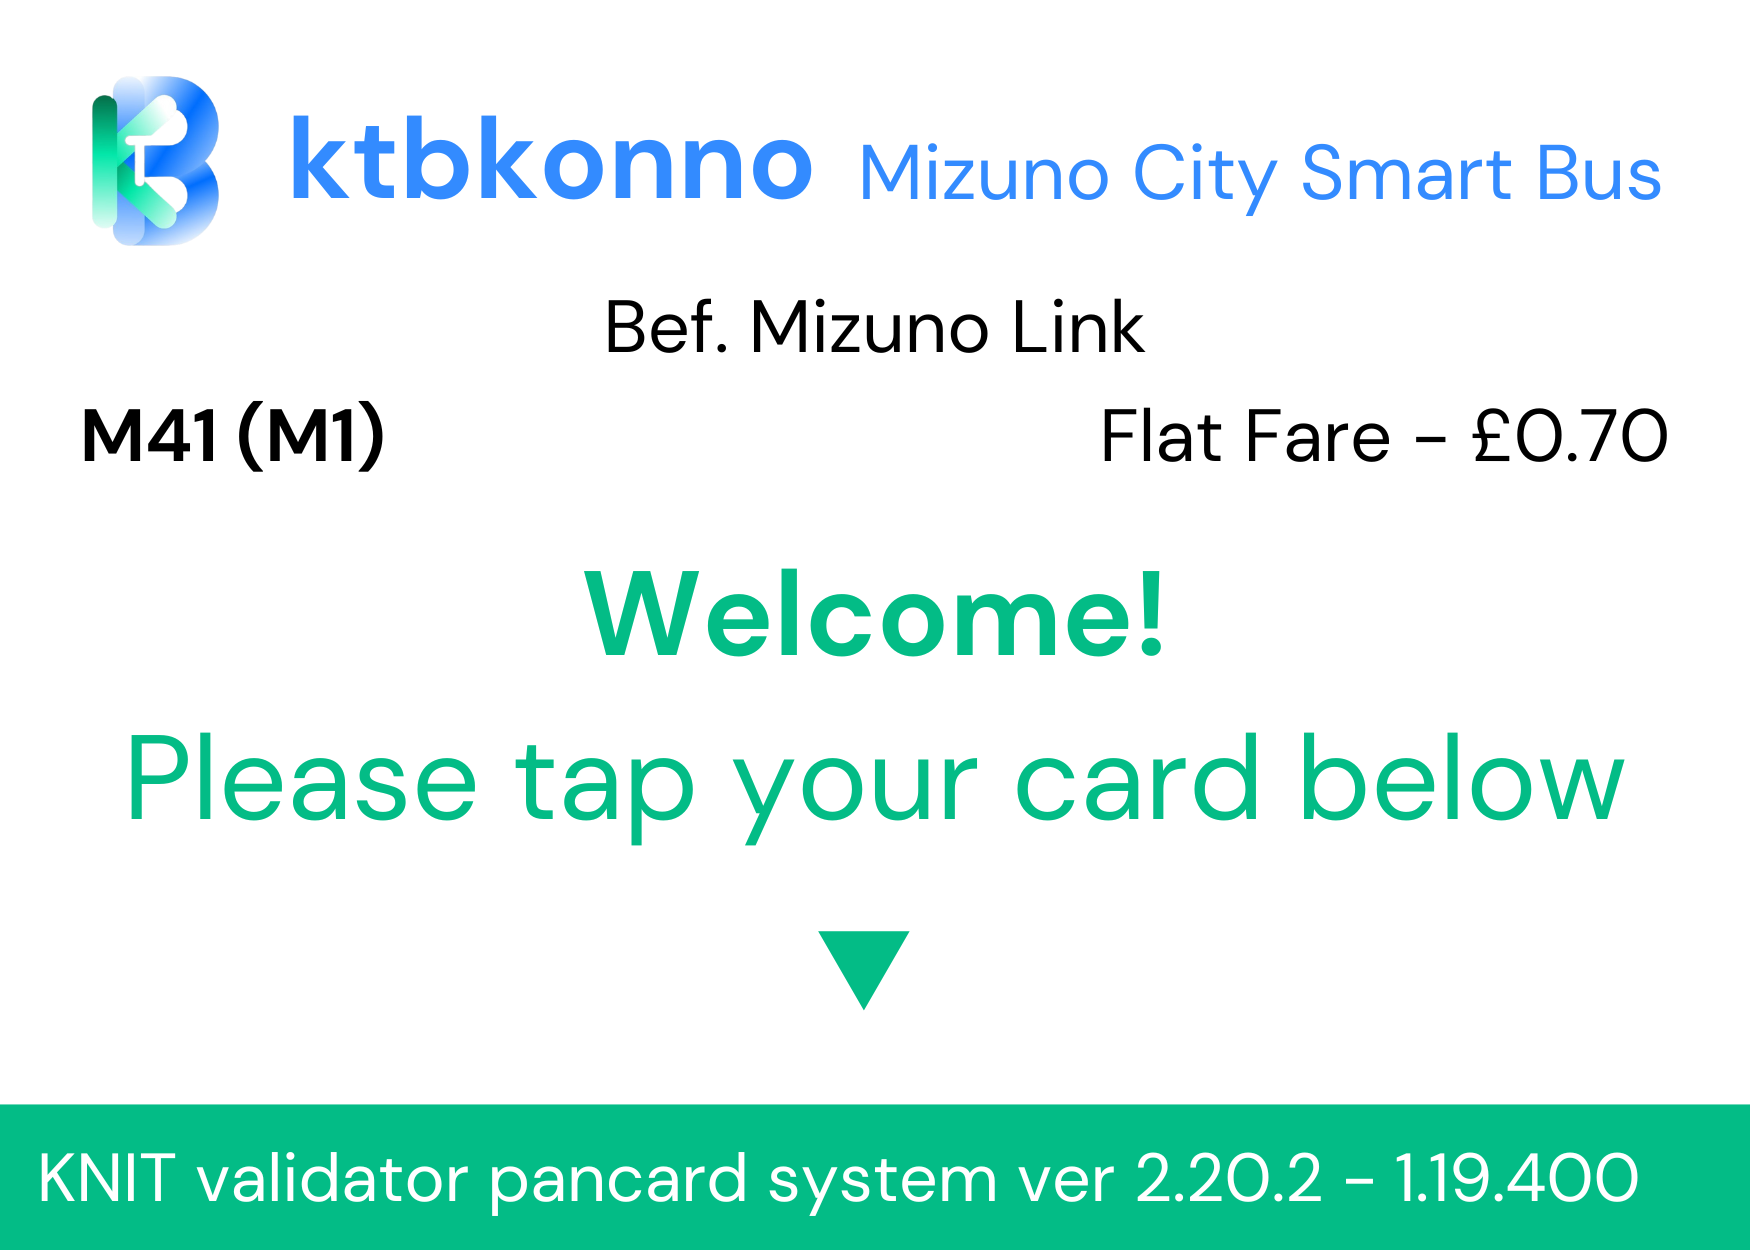 ktbkonno Mizuno City Smart Bus
Bef. Mizuno Link
M41 (M1) Flat Fare - £0.70
Welcome!
Please tap your card below
KNIT validator pancard system ver 2.20.2 - 1.19.400